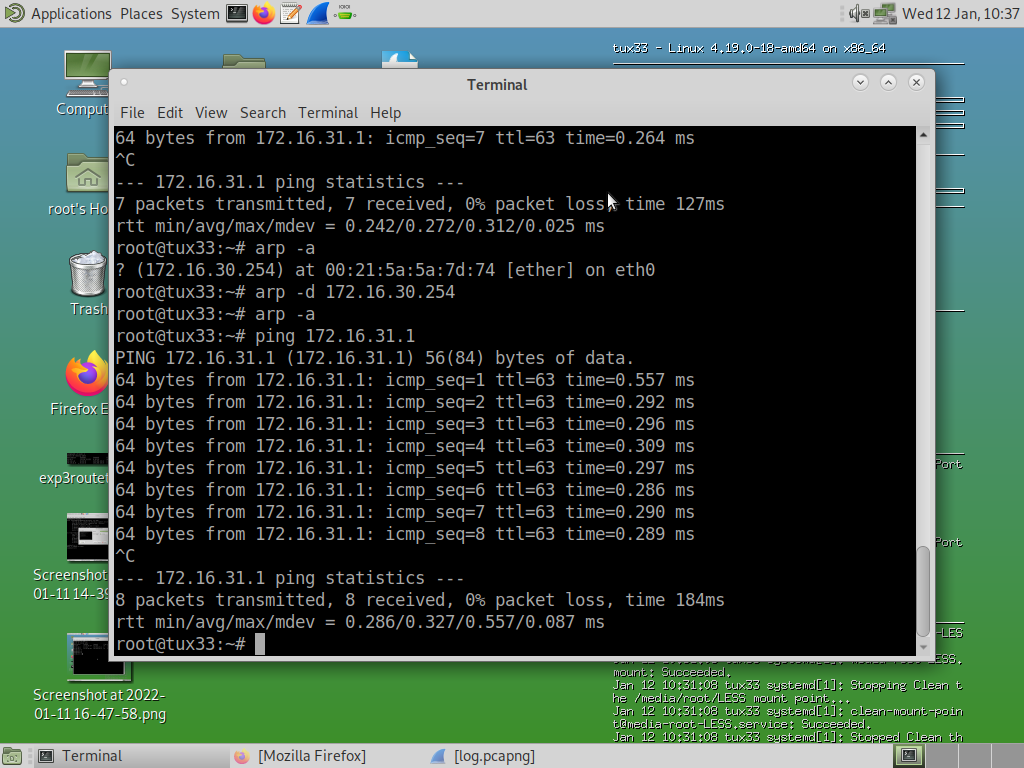 Applications Places System Wed 12 Jan, 10:37
tux33 - Linux 4.19.0-18-amd64 on x86_64
Terminal
File Edit View Search Terminal Help
64 bytes from 172.16.31.1: icmp_seq=7 ttl=63 time=0.264 ms
^C
--- 172.16.31.1 ping statistics ---
7 packets transmitted, 7 received, 0% packet loss, time 127ms
rtt min/avg/max/mdev = 0.242/0.272/0.312/0.025 ms
root@tux33:~# arp -a
? (172.16.30.254) at 00:21:5a:5a:7d:74 [ether] on eth0
root@tux33:~# arp -d 172.16.30.254
root@tux33:~# arp -a
root@tux33:~# ping 172.16.31.1
PING 172.16.31.1 (172.16.31.1) 56(84) bytes of data.
64 bytes from 172.16.31.1: icmp_seq=1 ttl=63 time=0.557 ms
64 bytes from 172.16.31.1: icmp_seq=2 ttl=63 time=0.292 ms
64 bytes from 172.16.31.1: icmp_seq=3 ttl=63 time=0.296 ms
64 bytes from 172.16.31.1: icmp_seq=4 ttl=63 time=0.309 ms
64 bytes from 172.16.31.1: icmp_seq=5 ttl=63 time=0.297 ms
64 bytes from 172.16.31.1: icmp_seq=6 ttl=63 time=0.286 ms
64 bytes from 172.16.31.1: icmp_seq=7 ttl=63 time=0.290 ms
64 bytes from 172.16.31.1: icmp_seq=8 ttl=63 time=0.289 ms
^C
--- 172.16.31.1 ping statistics ---
8 packets transmitted, 8 received, 0% packet loss, time 184ms
rtt min/avg/max/mdev = 0.286/0.327/0.557/0.087 ms
root@tux33:~#
Comput
root's Ho
Trash
Firefox E
exp3routet
Screenshot
01-11 14-39
Screenshot at 2022-
01-11 16-47-58.png
Port
Port
-LES
mount: Succeeded.
Jan 12 10:31:08 tux33 systemd[1]: Stopping Clean t
he /media/root/LESS mount point...
Jan 12 10:31:08 tux33 systemd[1]: clean-mount-poin
t@media-root-LESS.service: Succeeded.
Jan 12 10:31:08 tux33 systemd[1]: Stopped Clean th
Terminal
[Mozilla Firefox]
[log.pcapng]